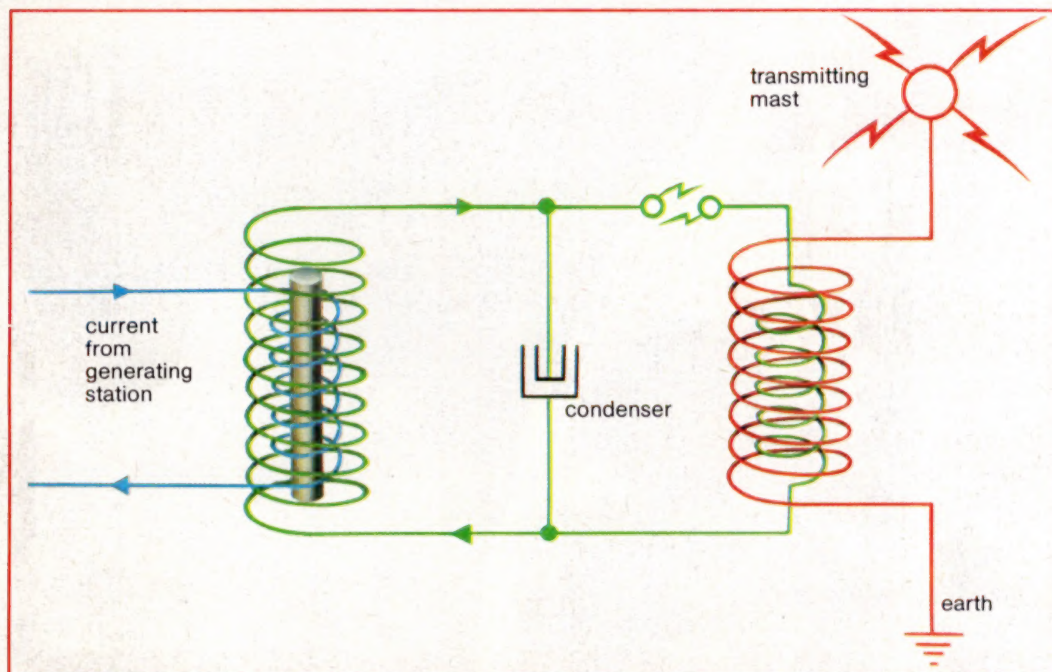 transmitting
mast
current
from
generating
station
condenser
earth